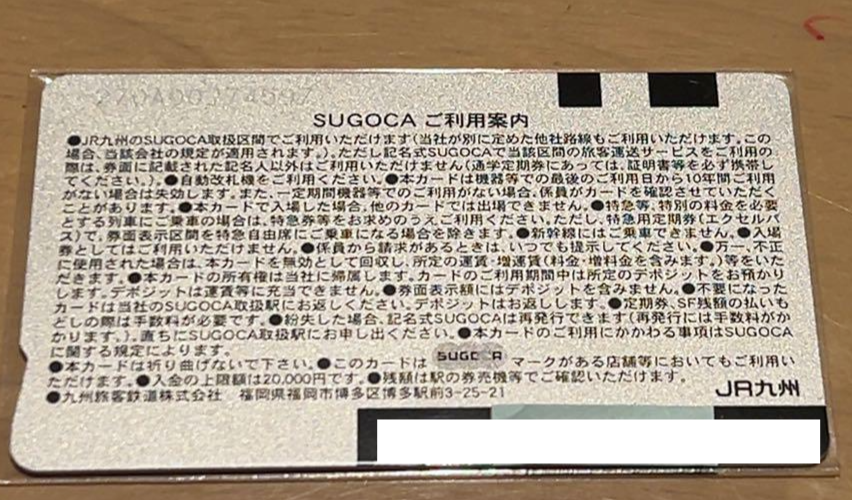 SUGOCA ご利用案内
●JR九州のSUGOCA取扱区間でご利用いただけます(当社が別に定めた他社路線もご利用いただけます。この
場合、当該会社の規定が適用されます。)。ただし記名式SUGOCAで当該区間の旅客運送サービスをご利用の
際は、券面に記載された記名人以外はご利用いただけません(通学定期券にあっては、証明書等を必ず携帯し
てください。)。●自動改札機をご利用ください。●本カードは機器等での最後のご利用日から10年間ご利用
がない場合は失効します。また、一定期間機器等でのご利用がない場合、係員がカードを確認させていただく
ことがあります。●本カードで入場した場合、他のカードでは出場できません。●特急等、特別の料金を必要
とする列車にご乗車の場合は、特急券等をお求めのうえご利用ください。ただし、特急用定期券(エクセルパ
ス)で、券面表示区間を特急自由席にご乗車になる場合を除きます。●新幹線にはご乗車できません。●入場
券としてはご利用いただけません。●係員から請求があるときは、いつでも提示してください。●万一、不正
に使用された場合は、本カードを無効として回収し、所定の運賃・増運賃(料金・増料金を含みます。)等をいた
だきます。●本カードの所有権は当社に帰属します。カードのご利用期間中は所定のデポジットをお預かり
します。デポジットは運賃等に充当できません。●券面表示額にはデポジットを含みません。●不要になった
カードは当社のSUGOCA取扱駅にお返しください。デポジットはお返しします。●定期券、SF残額の払いも
どしの際は手数料が必要です。●紛失した場合、記名式SUGOCAは再発行できます(再発行には手数料がか
かります。)。直ちにSUGOCA取扱駅にお申し出ください。●本カードのご利用にかかわる事項はSUGOCA
に関する規定によります。
●本カードは折り曲げないで下さい。●このカードは SUGOCA マークがある店舗等においてもご利用い
ただけます。●入金の上限額は20,000円です。●残額は駅の券売機等でご確認いただけます。
●九州旅客鉄道株式会社 福岡県福岡市博多区博多駅前3-25-21
JR九州